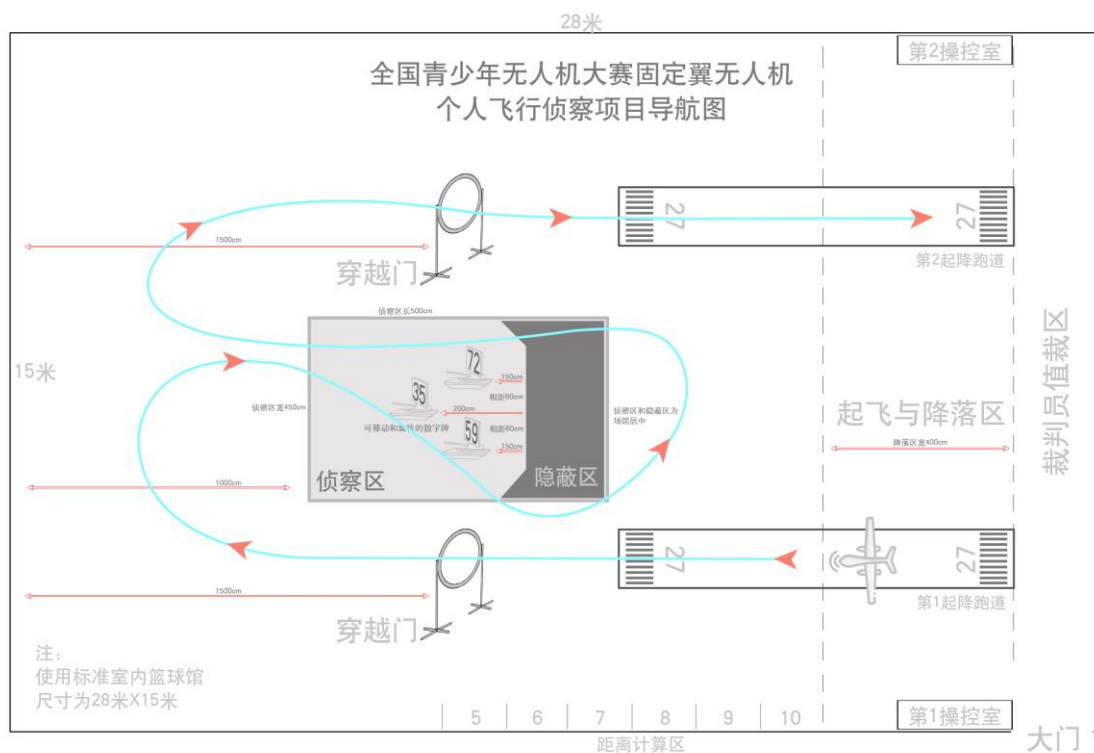 28米
第2操控室
全国青少年无人机大赛固定翼无人机
个人飞行侦察项目导航图
27
27
1500cm
第2起降跑道
穿越门
侦察区长500cm
15米
72
150cm
35
相距60cm
200cm
侦察区宽450cm
可移动和旋转的数字牌
59
相距60cm
150cm
侦察区和隐蔽区为
场馆居中
起飞与降落区
降落区宽400cm
裁判员值裁区
侦察区
隐蔽区
1000cm
27
27
1500cm
第1起降跑道
穿越门
注:
使用标准室内篮球馆
尺寸为28米X15米
5
6
7
8
9
10
第1操控室
距离计算区
大门